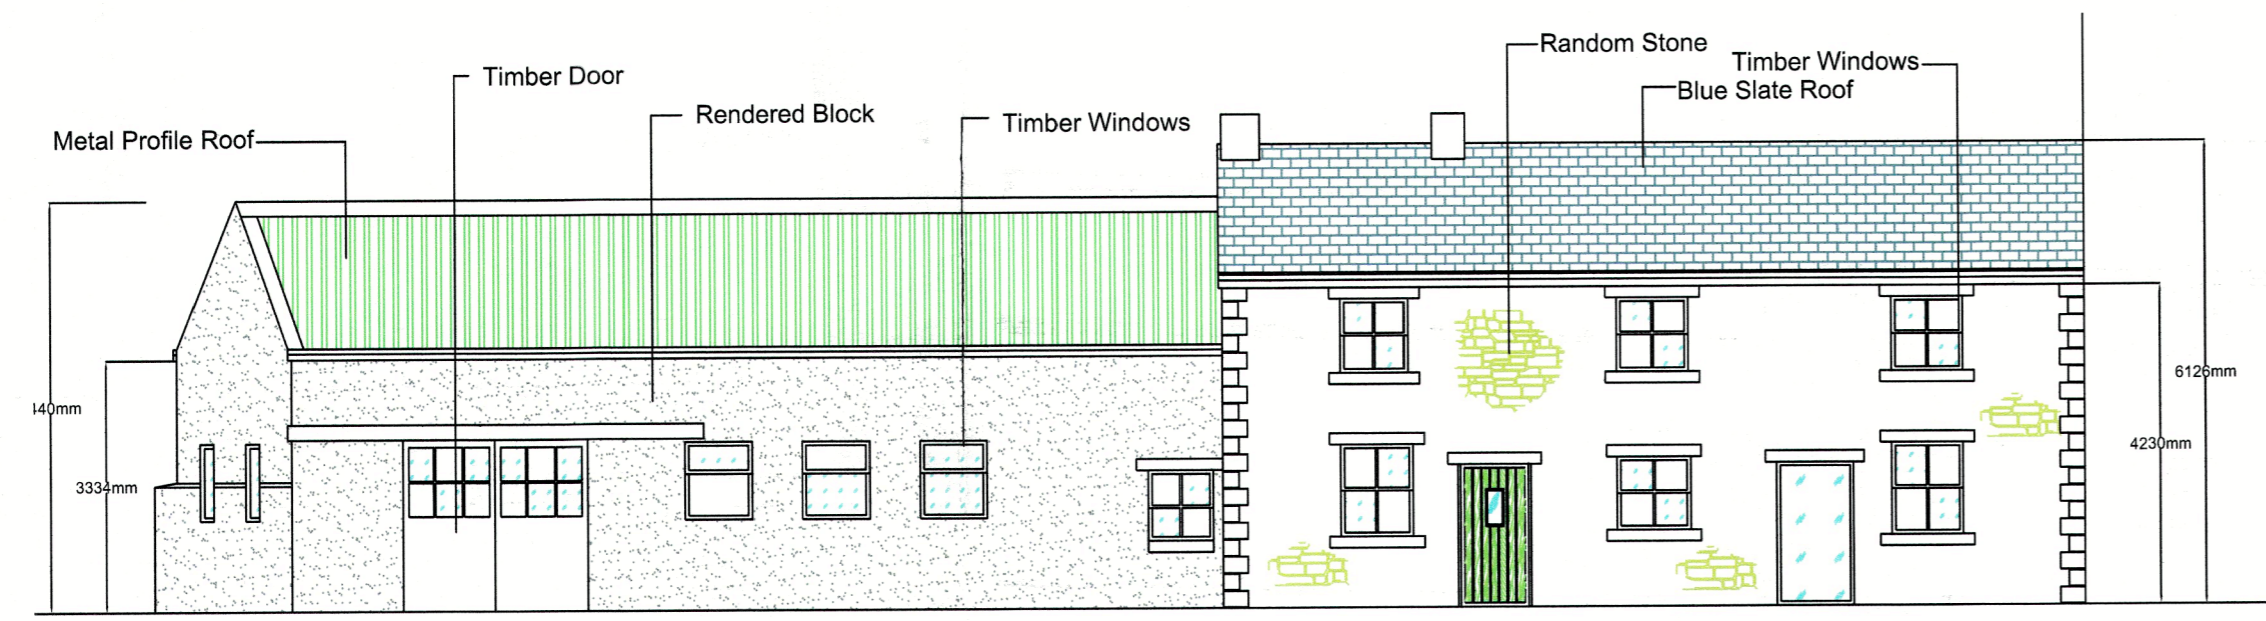 Random Stone
Timber Windows
Timber Door
Blue Slate Roof
Rendered Block
Timber Windows
Metal Profile Roof
6126mm
440mm
4230mm
3334mm